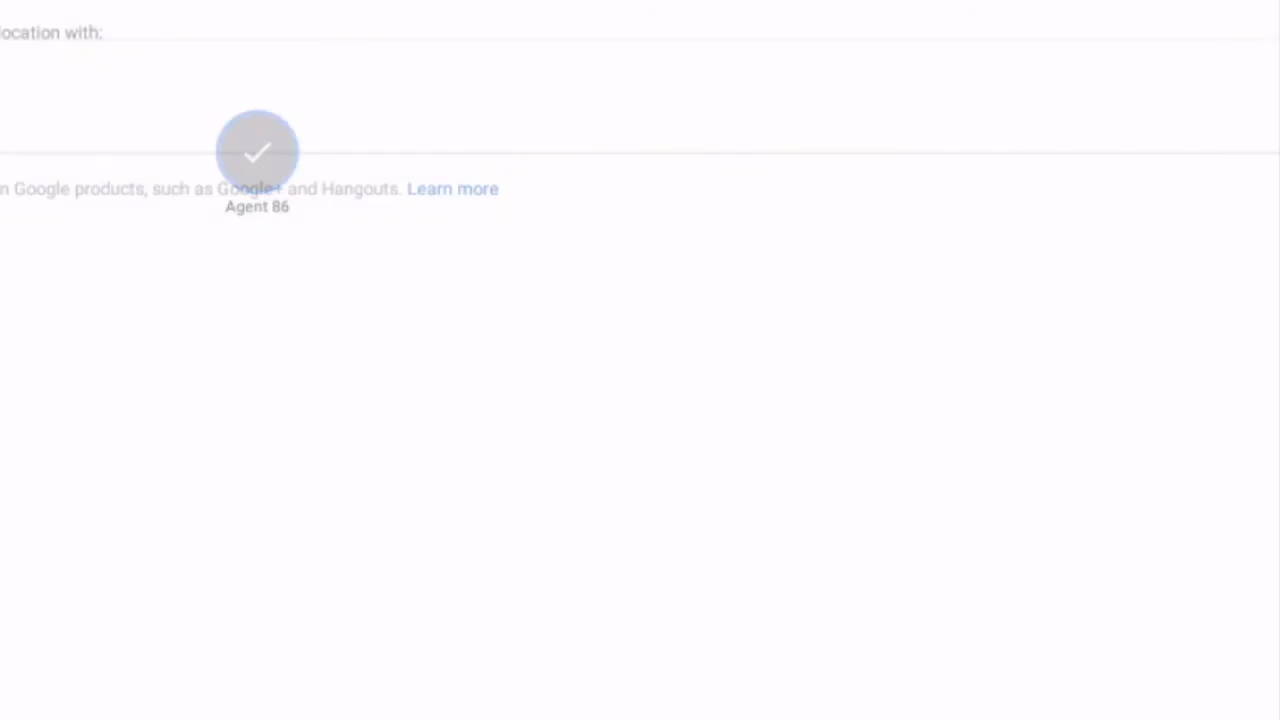 location with:
n Google products, such as Google+ and Hangouts. Learn more
Agent 86